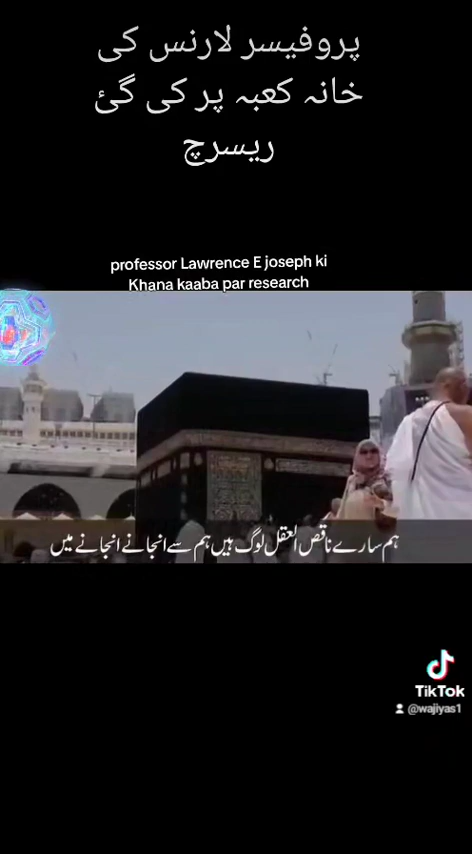 پروفیسر لارنس کی
خانہ کعبہ پر کی گئ
ریسرچ
professor Lawrence E joseph ki
Khana kaaba par research
ہم سارے ناقص العقل لوگ ہیں ہم سے انجانے انجانے میں
TikTok
@wajiyas1